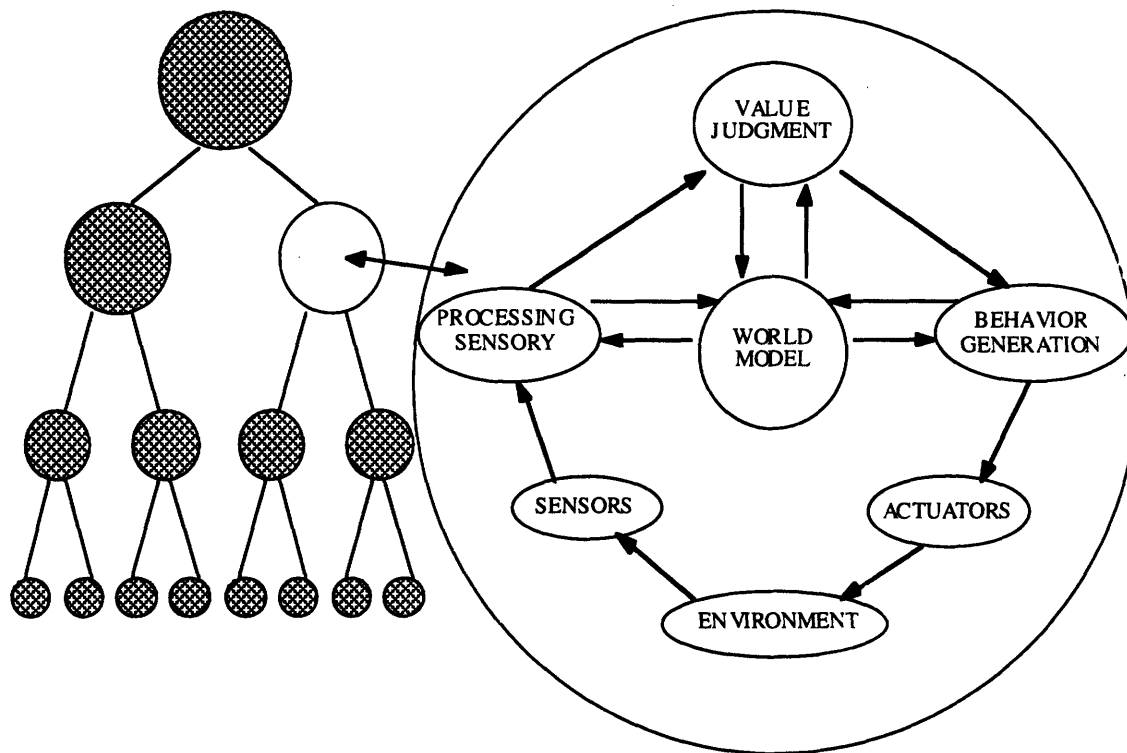 VALUE
JUDGMENT
PROCESSING
SENSORY
WORLD
MODEL
BEHAVIOR
GENERATION
SENSORS
ACTUATORS
ENVIRONMENT